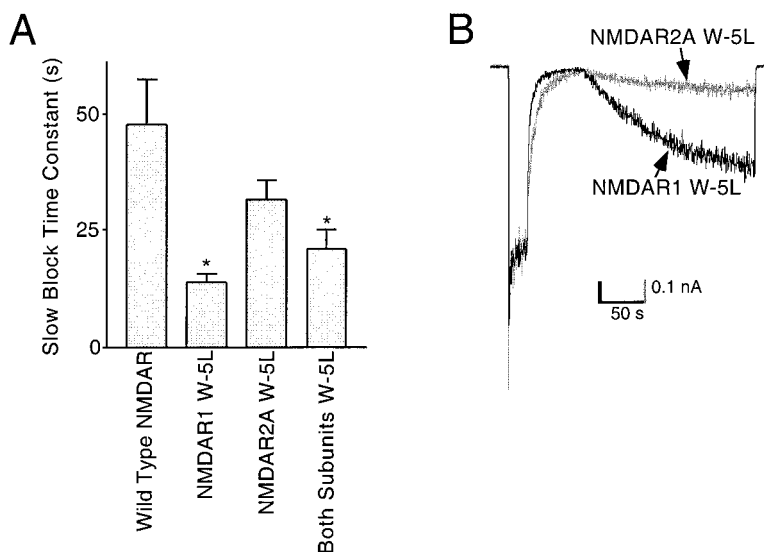 A
Slow Block Time Constant (s)
50
25
0
*
*
Wild Type NMDAR
NMDAR1 W-5L
NMDAR2A W-5L
Both Subunits W-5L
B
NMDAR2A W-5L
NMDAR1 W-5L
0.1 nA
50 s